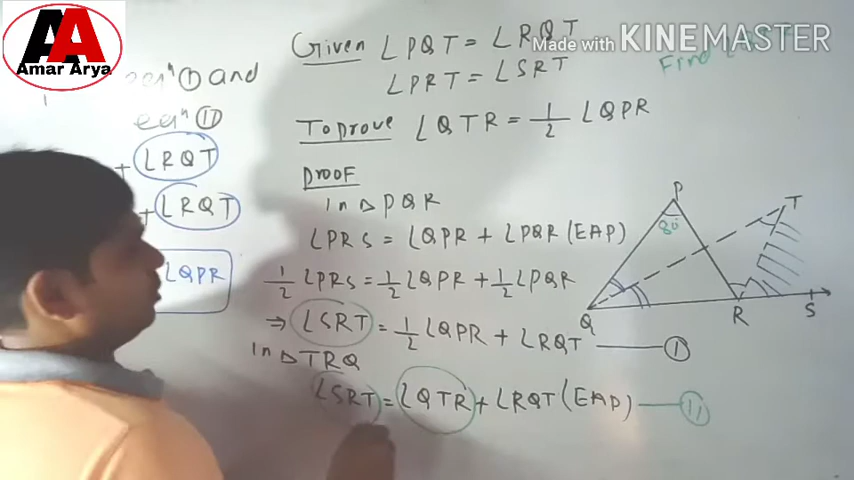 AA
Amar Arya
Made with KINEMASTER
Find
eqⁿ ① and
eqⁿ ⑪
+ ∠RQT
+ ∠RQT
∠QPR
Given ∠PQT = ∠RQT
∠PRT = ∠SRT
To prove ∠QTR = 1/2 ∠QPR
Proof
In △ PQR
∠PRS = ∠QPR + ∠PQR (EAP)
1/2 ∠PRS = 1/2 ∠QPR + 1/2 ∠PQR
⇒ ∠SRT = 1/2 ∠QPR + ∠RQT — ①
In △ TRQ
∠SRT = ∠QTR + ∠RQT (EAP) — ⑪
P
T
80°
Q
R
S